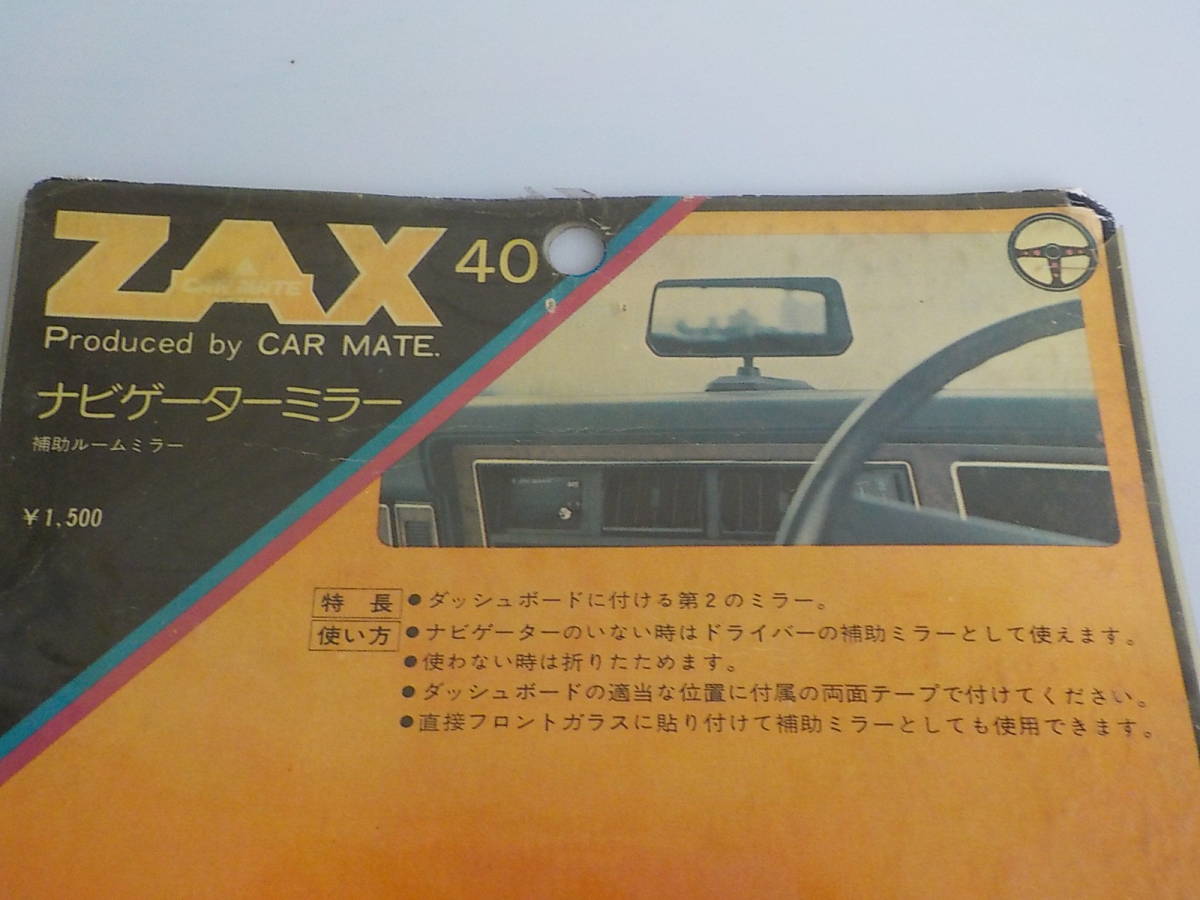 ZAX 40
CAR MATE
Produced by CAR MATE.
ナビゲーターミラー
補助ルームミラー
￥1,500
特長 ●ダッシュボードに付ける第2のミラー。
使い方 ●ナビゲーターのいない時はドライバーの補助ミラーとして使えます。
●使わない時は折りたためます。
●ダッシュボードの適当な位置に付属の両面テープで付けてください。
●直接フロントガラスに貼り付けて補助ミラーとしても使用できます。